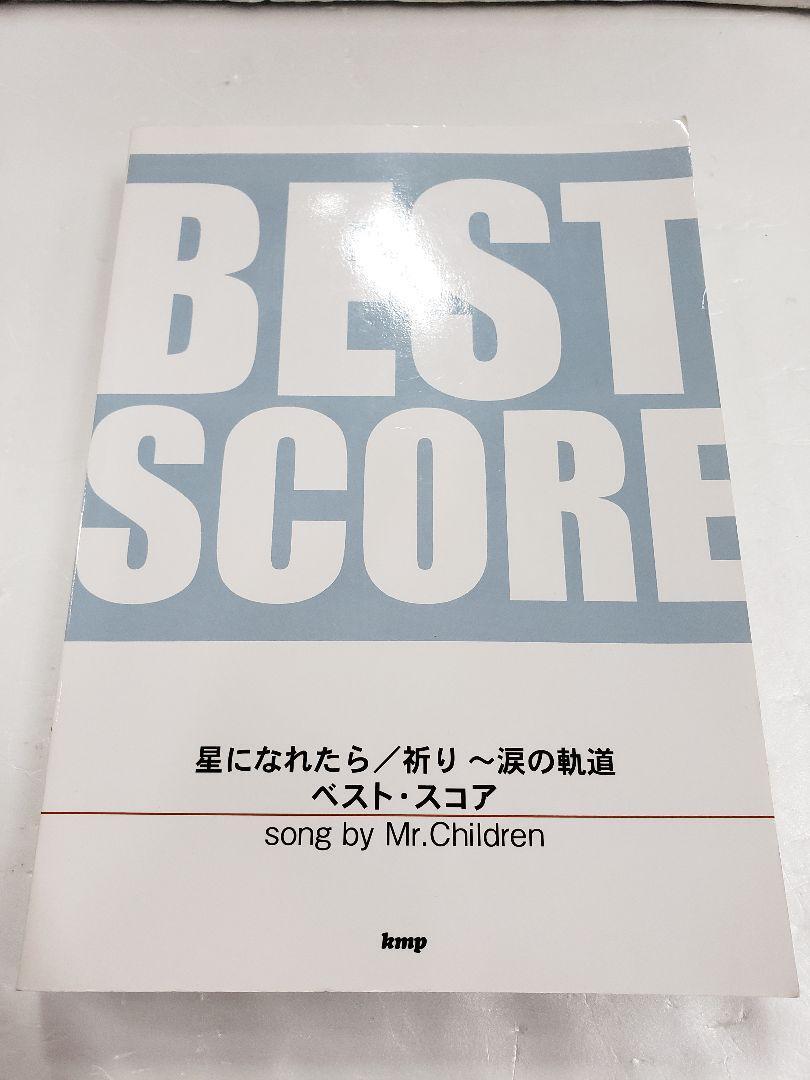 BEST
SCORE
星になれたら／祈り ～涙の軌道
ベスト・スコア
song by Mr.Children
kmp